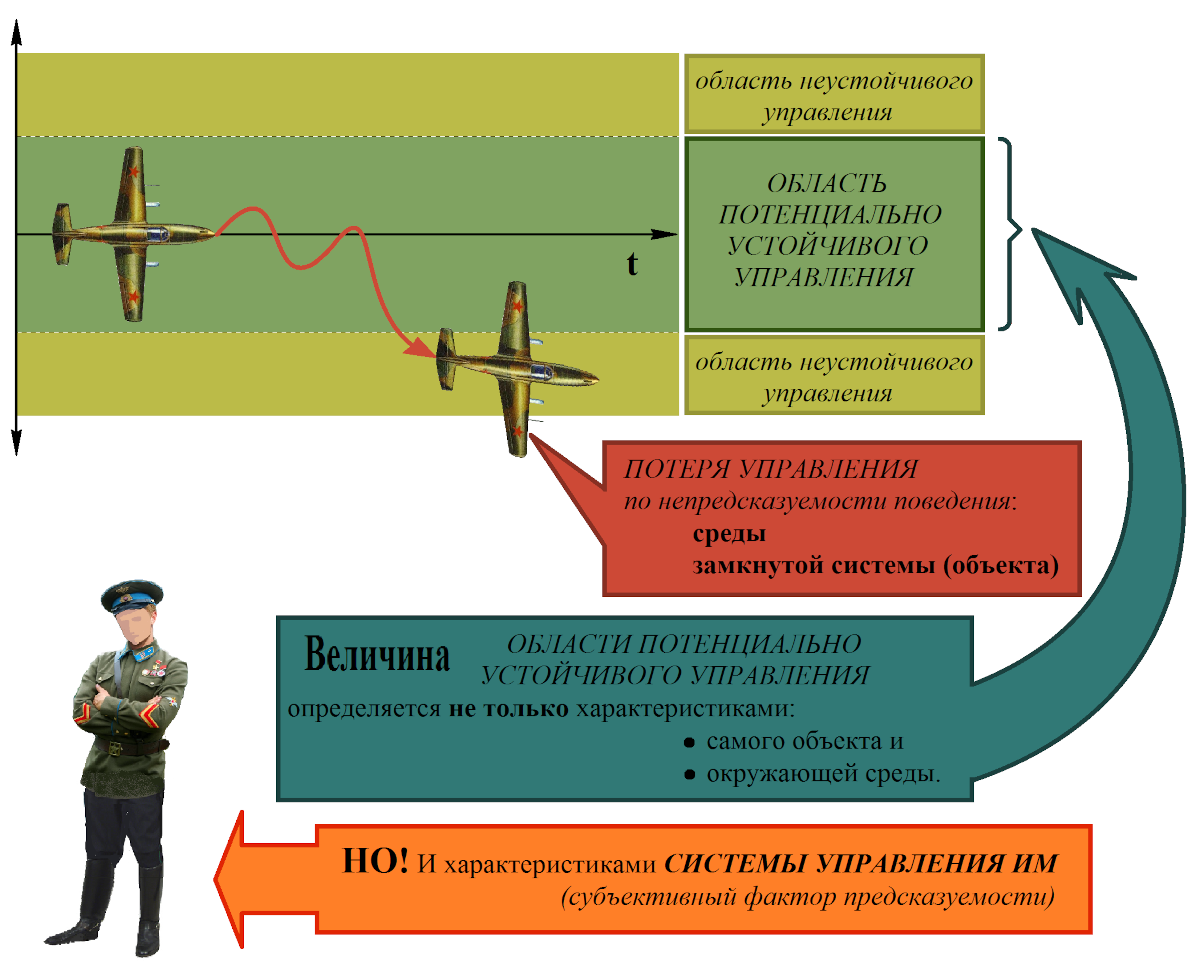 область неустойчивого
управления
ОБЛАСТЬ
ПОТЕНЦИАЛЬНО
УСТОЙЧИВОГО
УПРАВЛЕНИЯ
t
область неустойчивого
управления
ПОТЕРЯ УПРАВЛЕНИЯ
по непредсказуемости поведения:
среды
замкнутой системы (объекта)
Величина ОБЛАСТИ ПОТЕНЦИАЛЬНО
УСТОЙЧИВОГО УПРАВЛЕНИЯ
определяется не только характеристиками:
• самого объекта и
• окружающей среды.
НО! И характеристиками СИСТЕМЫ УПРАВЛЕНИЯ ИМ
(субъективный фактор предсказуемости)